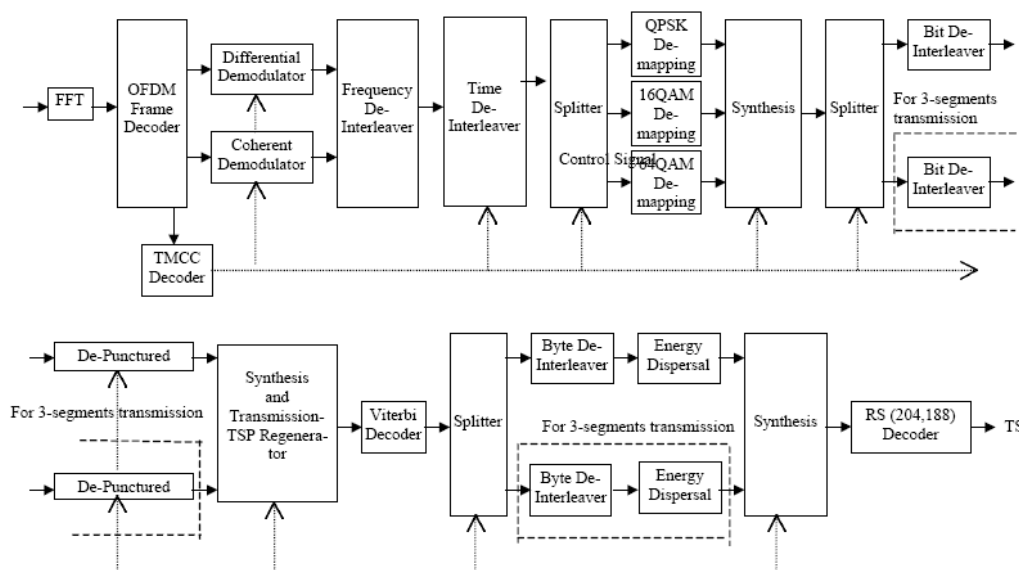 FFT
OFDM
Frame
Decoder
Differential
Demodulator
Coherent
Demodulator
TMCC
Decoder
Frequency
De-
Interleaver
Time
De-
Interleaver
Splitter
QPSK
De-
mapping
16QAM
De-
mapping
Control Signal
64QAM
De-
mapping
Synthesis
Splitter
Bit De-
Interleaver
For 3-segments
transmission
Bit De-
Interleaver
De-Punctured
For 3-segments transmission
De-Punctured
Synthesis
and
Transmission-
TSP Regenera-
tor
Viterbi
Decoder
Splitter
Byte De-
Interleaver
Energy
Dispersal
For 3-segments transmission
Byte De-
Interleaver
Energy
Dispersal
Synthesis
RS (204,188)
Decoder
TS